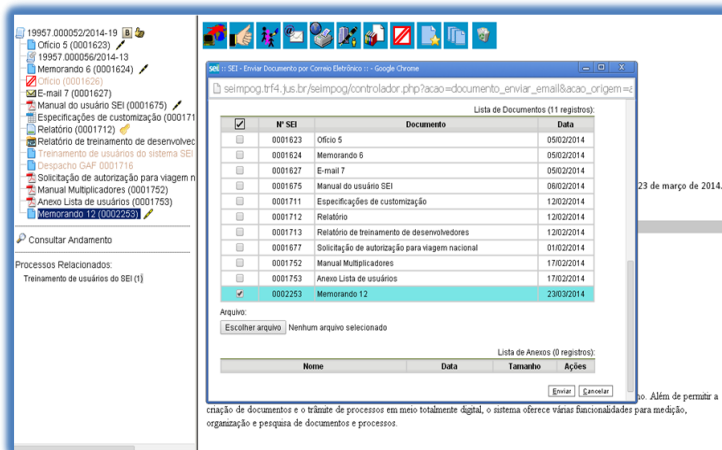 19957.000052/2014-19
Ofício 5 (0001623)
19957.000056/2014-13
Memorando 6 (0001624)
Ofício (0001626)
E-mail 7 (0001627)
Manual do usuário SEI (0001675)
Especificações de customização (000171
Relatório (0001712)
Relatório de treinamento de desenvolvec
Treinamento de usuários do sistema SEI
Despacho GAF 0001716
Solicitação de autorização para viagem n
Manual Multiplicadores (0001752)
Anexo Lista de usuários (0001753)
Memorando 12 (0002253)
Consultar Andamento
Processos Relacionados:
Treinamento de usuários do SEI (1)
sei :: SEI - Enviar Documento por Correio Eletrônico :: - Google Chrome
seimpog.trf4.jus.br/seimpog/controlador.php?acao=documento_enviar_email&acao_origem=a
Lista de Documentos (11 registros):
Nº SEI Documento Data
0001623 Ofício 5 05/02/2014
0001624 Memorando 6 05/02/2014
0001627 E-mail 7 05/02/2014
0001675 Manual do usuário SEI 06/02/2014
0001711 Especificações de customização 12/02/2014
0001712 Relatório 12/02/2014
0001713 Relatório de treinamento de desenvolvedores 12/02/2014
0001677 Solicitação de autorização para viagem nacional 01/02/2014
0001752 Manual Multiplicadores 17/02/2014
0001753 Anexo Lista de usuários 17/02/2014
0002253 Memorando 12 23/03/2014
Arquivo:
Escolher arquivo Nenhum arquivo selecionado
Lista de Anexos (0 registros):
Nome Data Tamanho Ações
Enviar Cancelar
23 de março de 2014.
no. Além de permitir a
criação de documentos e o trâmite de processos em meio totalmente digital, o sistema oferece várias funcionalidades para medição,
organização e pesquisa de documentos e processos.